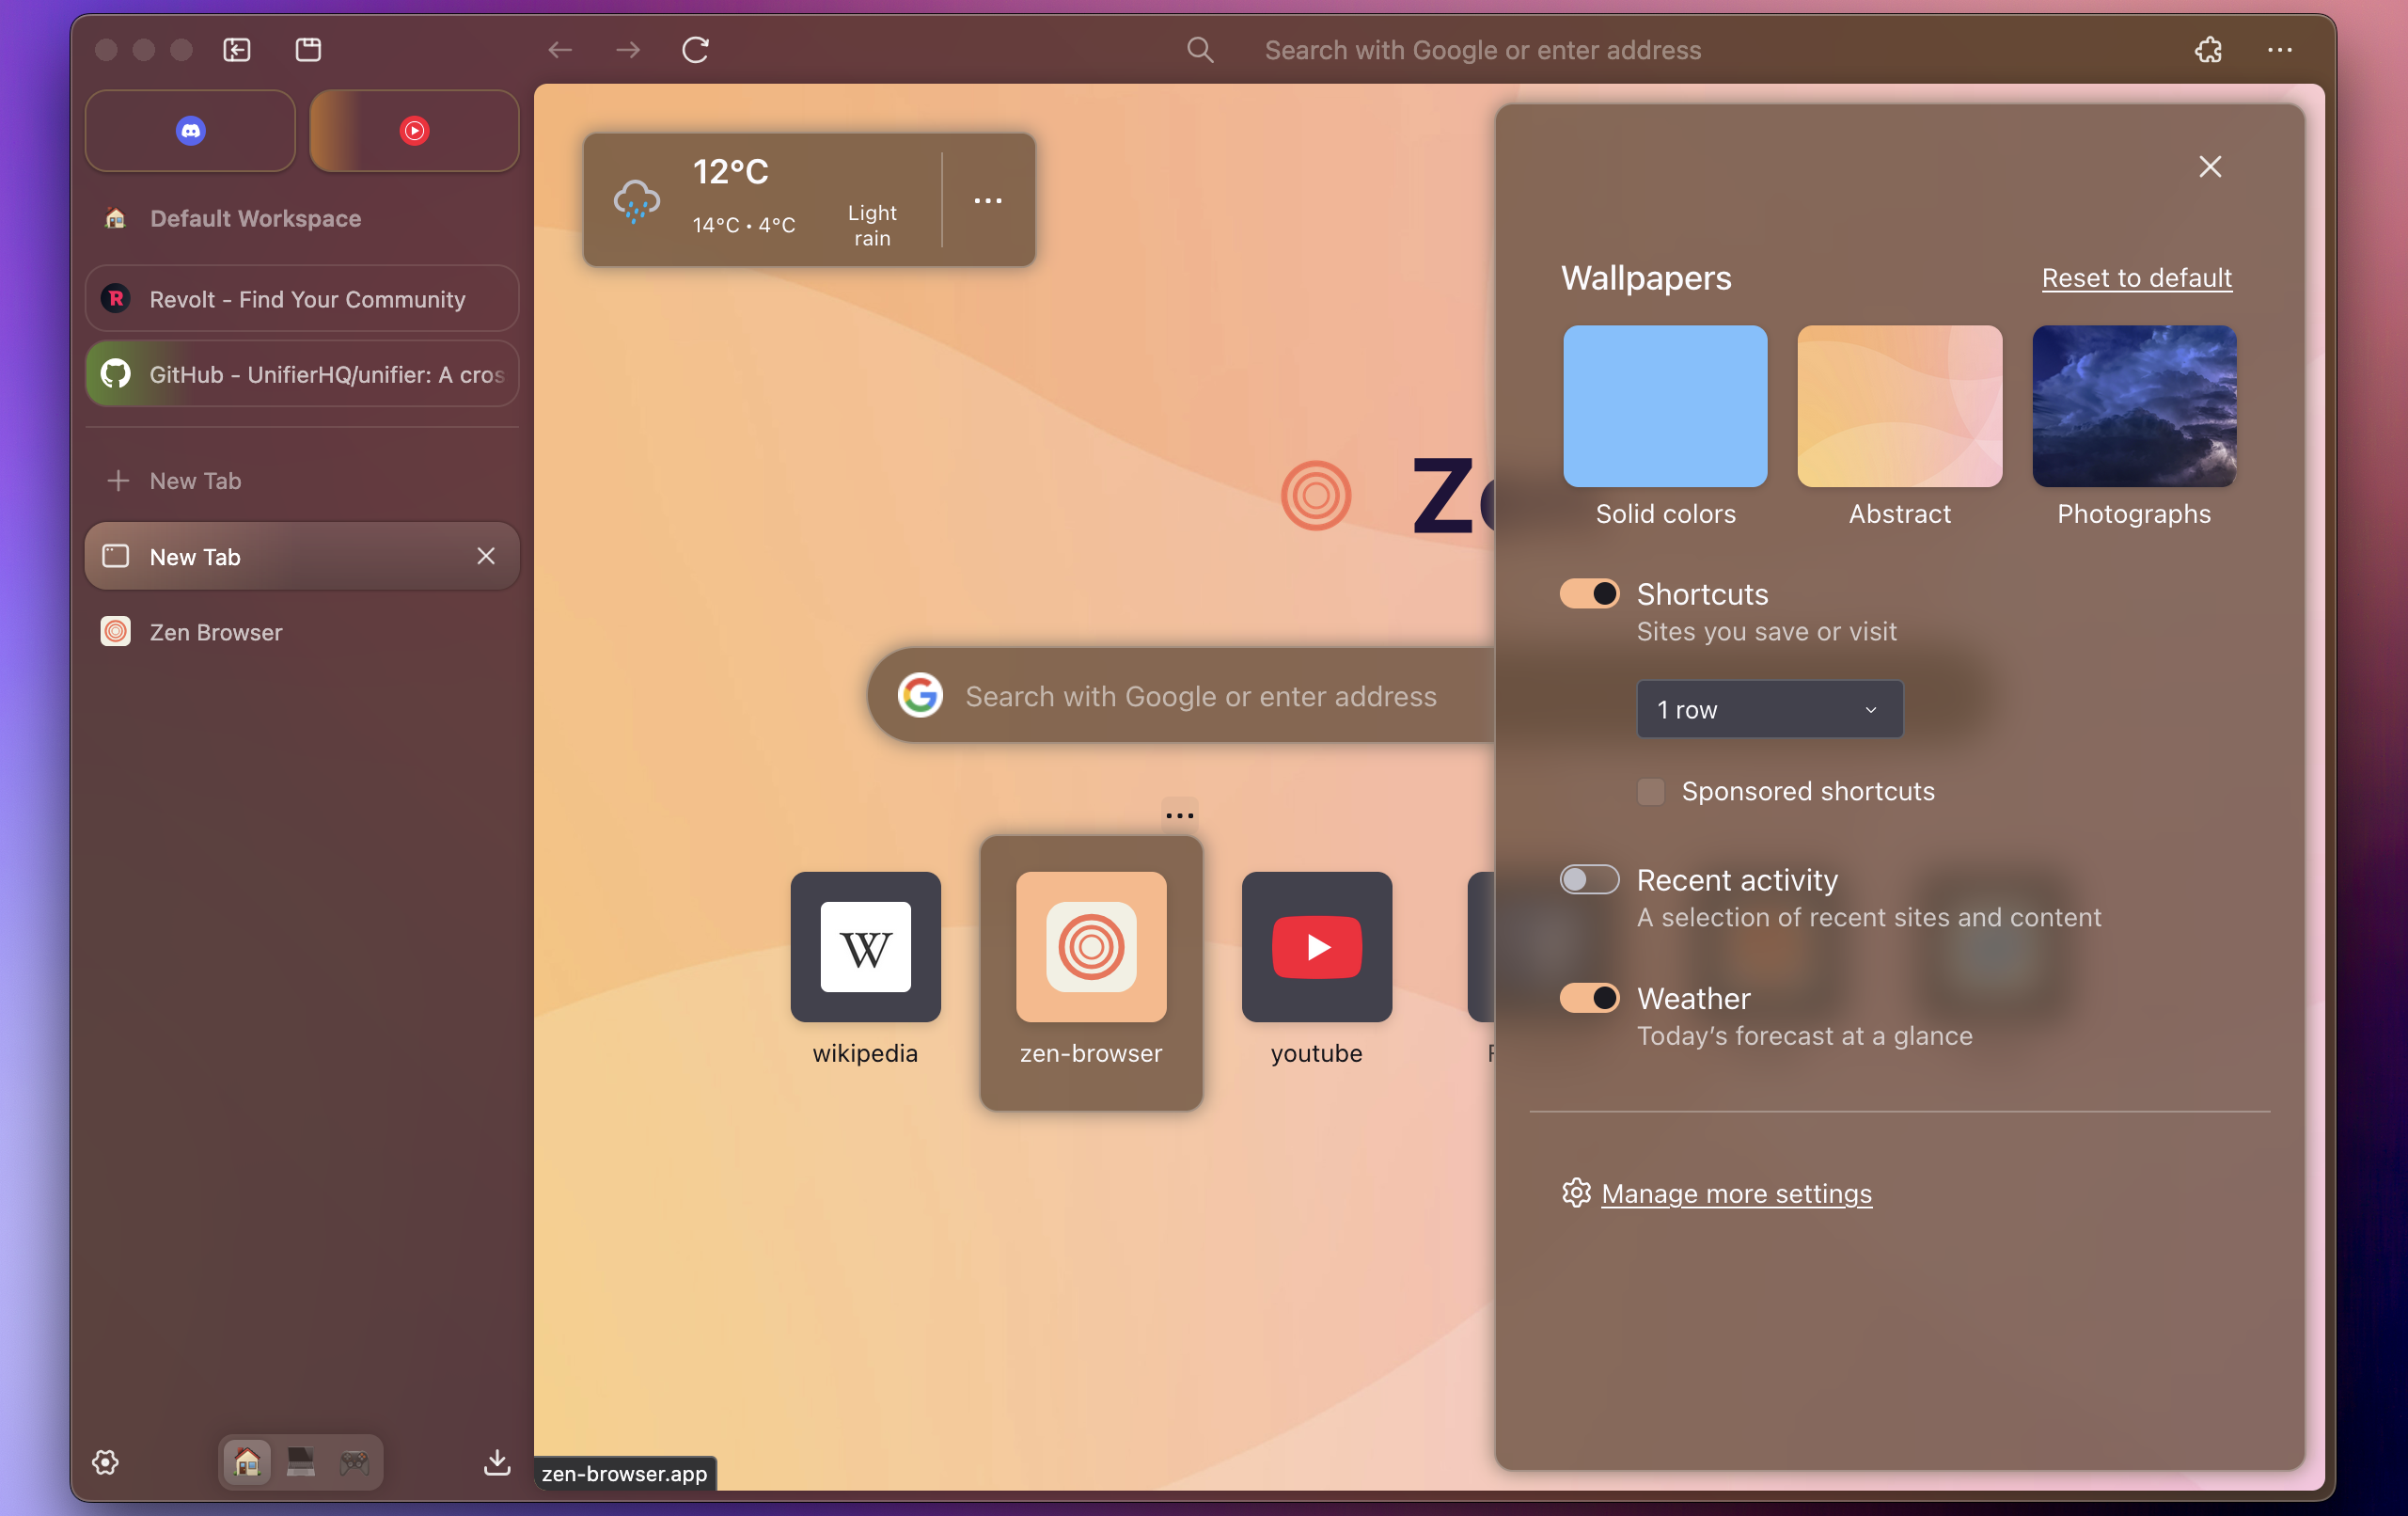 Search with Google or enter address
Default Workspace
Revolt - Find Your Community
GitHub - UnifierHQ/unifier: A cros
New Tab
New Tab
Zen Browser
12°C
14°C • 4°C
Light
rain
Ze
Search with Google or enter address
W
wikipedia
zen-browser
youtube
Wallpapers
Reset to default
Solid colors
Abstract
Photographs
Shortcuts
Sites you save or visit
1 row
Sponsored shortcuts
Recent activity
A selection of recent sites and content
Weather
Today’s forecast at a glance
Manage more settings
zen-browser.app